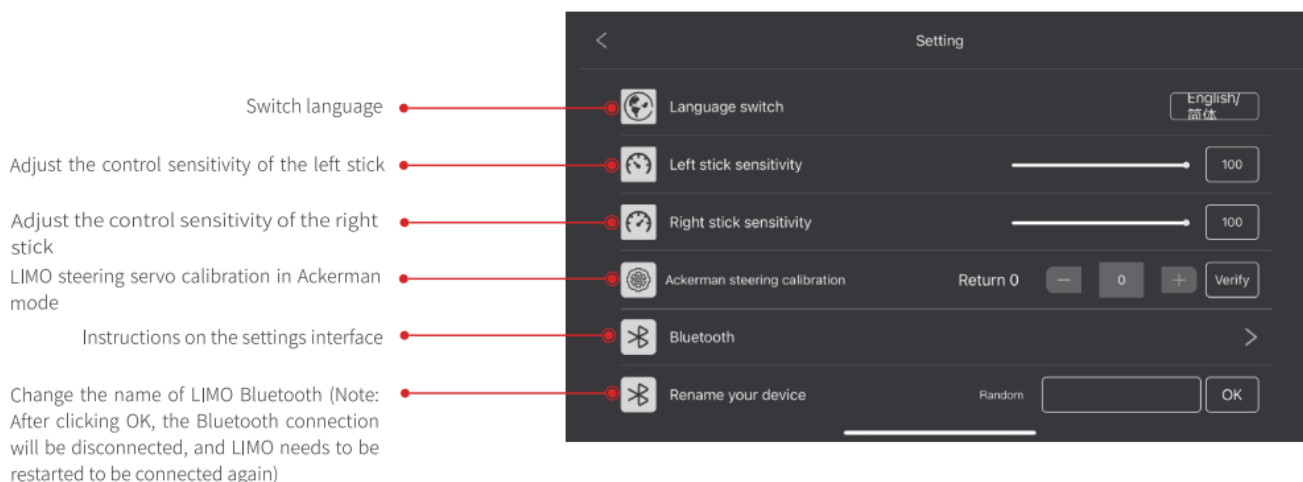 Setting
Switch language
Language switch
English/
简体
Adjust the control sensitivity of the left stick
Left stick sensitivity
100
Adjust the control sensitivity of the right
stick
Right stick sensitivity
100
LIMO steering servo calibration in Ackerman
mode
Ackerman steering calibration
Return 0
0
Verify
Instructions on the settings interface
Bluetooth
Change the name of LIMO Bluetooth (Note:
After clicking OK, the Bluetooth connection
will be disconnected, and LIMO needs to be
restarted to be connected again)
Rename your device
Random
OK